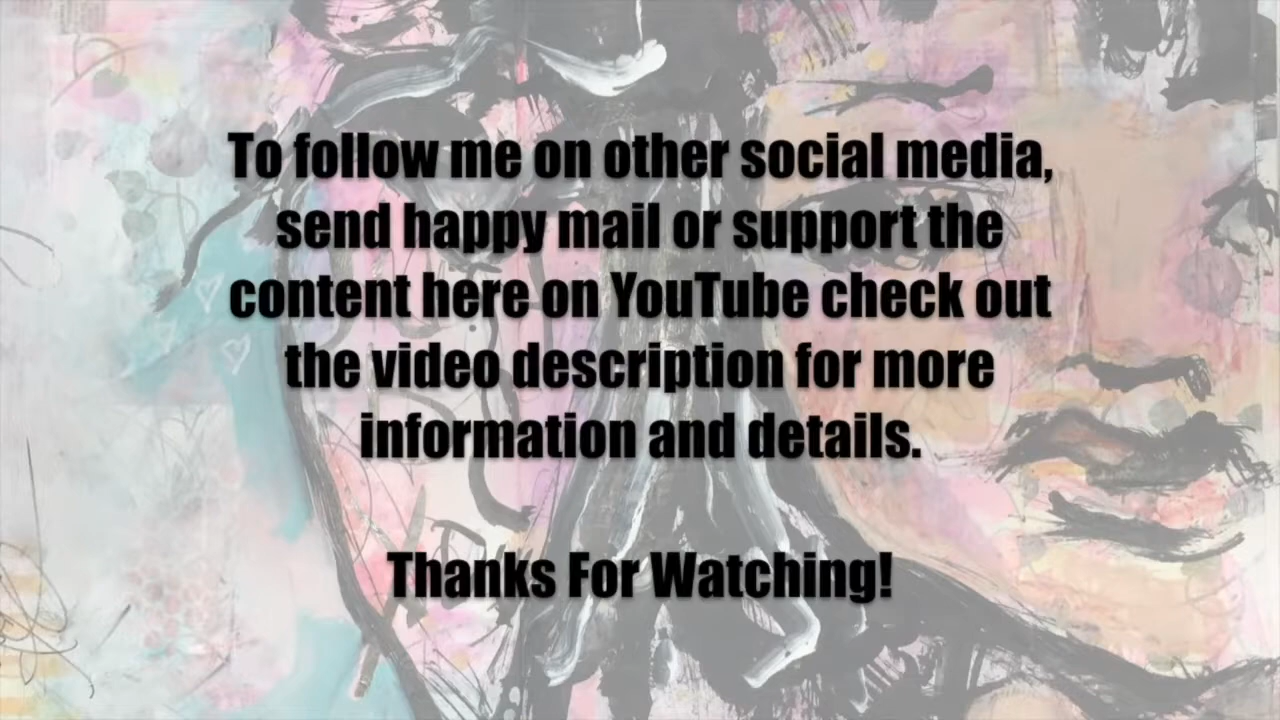 To follow me on other social media,
send happy mail or support the
content here on YouTube check out
the video description for more
information and details.
Thanks For Watching!